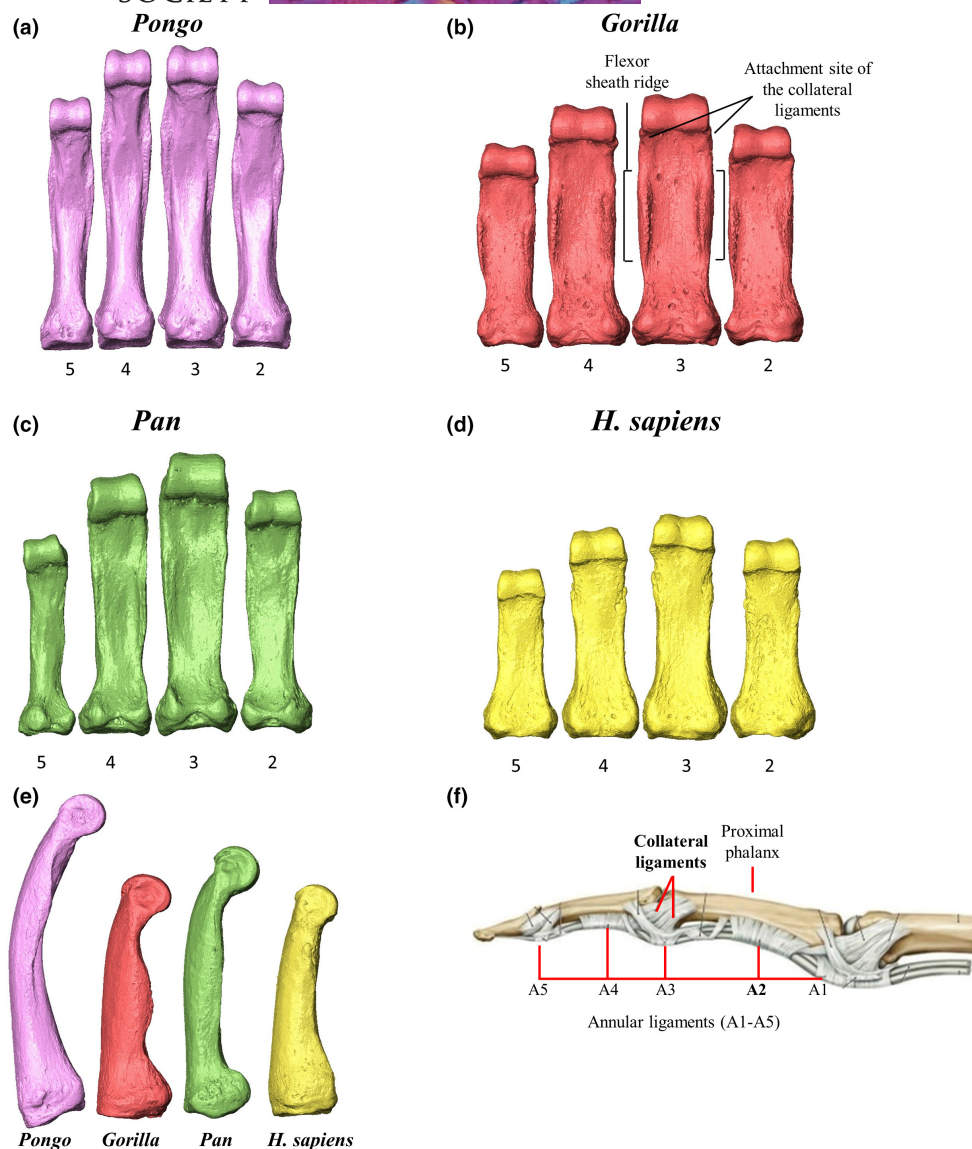 SOCIETY
(a)
Pongo
5 4 3 2
(b)
Gorilla
Flexor
sheath ridge
Attachment site of
the collateral
ligaments
5 4 3 2
(c)
Pan
5 4 3 2
(d)
H. sapiens
5 4 3 2
(e)
Pongo Gorilla Pan H. sapiens
(f)
Collateral
ligaments
Proximal
phalanx
A5 A4 A3 A2 A1
Annular ligaments (A1-A5)